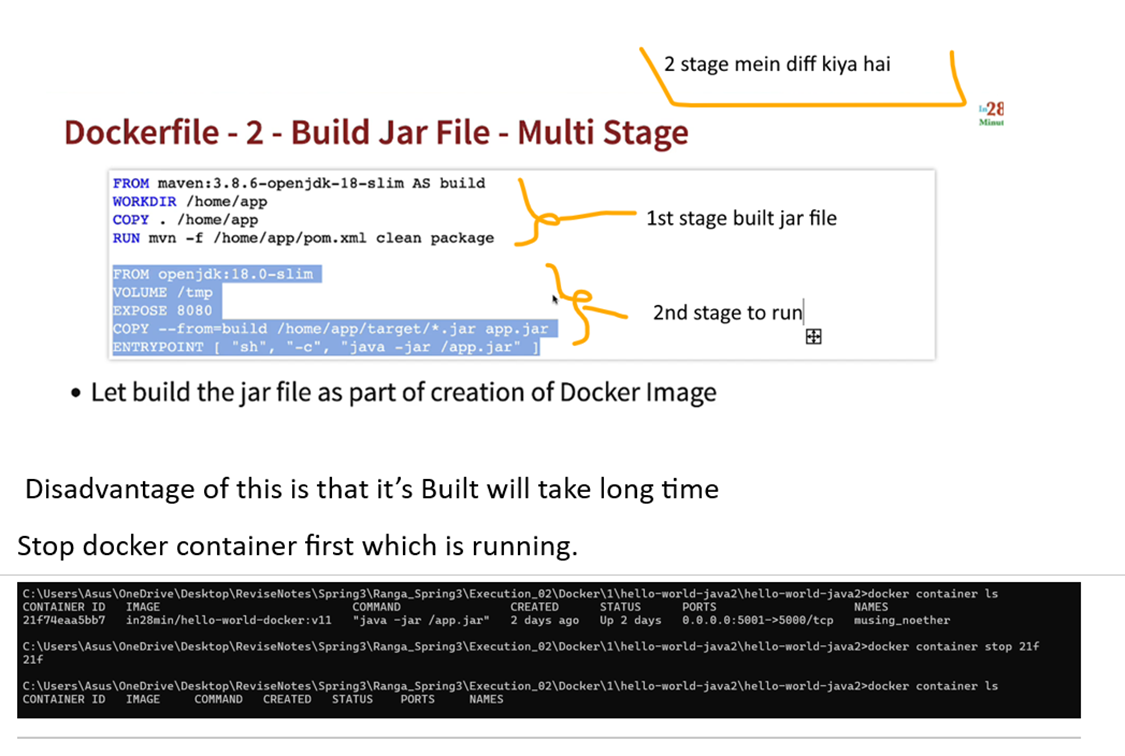 2 stage mein diff kiya hai
In28
Minut
Dockerfile - 2 - Build Jar File - Multi Stage
FROM maven:3.8.6-openjdk-18-slim AS build
WORKDIR /home/app
COPY . /home/app
RUN mvn -f /home/app/pom.xml clean package
1st stage built jar file
FROM openjdk:18.0-slim
VOLUME /tmp
EXPOSE 8080
COPY --from=build /home/app/target/*.jar app.jar
ENTRYPOINT [ "sh", "-c", "java -jar /app.jar" ]
2nd stage to run
• Let build the jar file as part of creation of Docker Image
Disadvantage of this is that it’s Built will take long time
Stop docker container first which is running.
C:\Users\Asus\OneDrive\Desktop\ReviseNotes\Spring3\Ranga_Spring3\Execution_02\Docker\1\hello-world-java2\hello-world-java2>docker container ls
CONTAINER ID IMAGE COMMAND CREATED STATUS PORTS NAMES
21f74eaa5bb7 in28min/hello-world-docker:v11 "java -jar /app.jar" 2 days ago Up 2 days 0.0.0.0:5001->5000/tcp musing_noether
C:\Users\Asus\OneDrive\Desktop\ReviseNotes\Spring3\Ranga_Spring3\Execution_02\Docker\1\hello-world-java2\hello-world-java2>docker container stop 21f
21f
C:\Users\Asus\OneDrive\Desktop\ReviseNotes\Spring3\Ranga_Spring3\Execution_02\Docker\1\hello-world-java2\hello-world-java2>docker container ls
CONTAINER ID IMAGE COMMAND CREATED STATUS PORTS NAMES